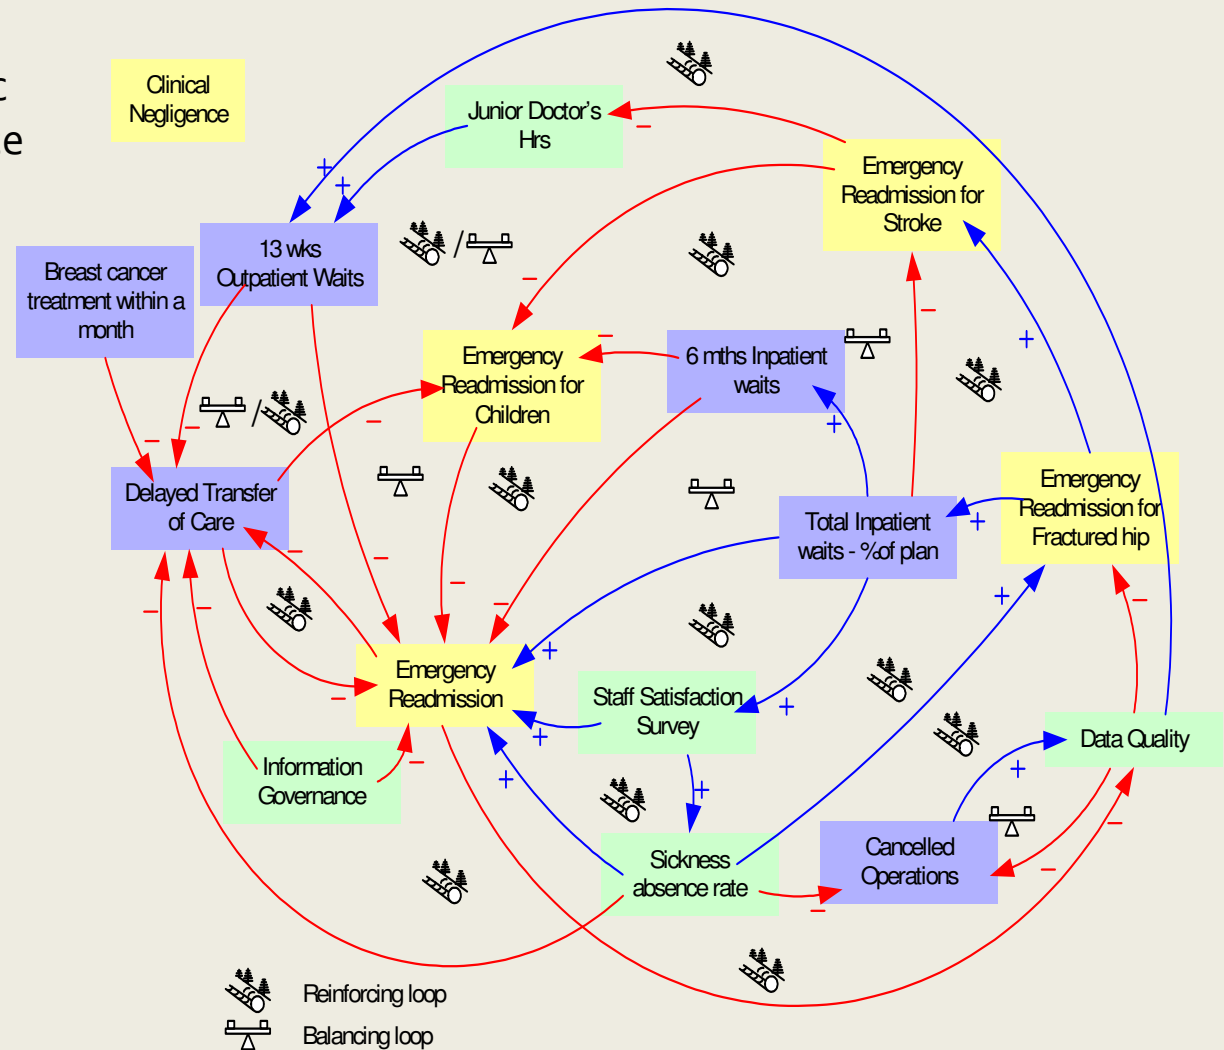 c
e
Clinical
Negligence
Junior Doctor's
Hrs
Emergency
Readmission for
Stroke
13 wks
Outpatient Waits
Breast cancer
treatment within a
month
Emergency
Readmission for
Children
6 mths Inpatient
waits
Delayed Transfer
of Care
Total Inpatient
waits - %of plan
Emergency
Readmission for
Fractured hip
Emergency
Readmission
Staff Satisfaction
Survey
Data Quality
Information
Governance
Sickness
absence rate
Cancelled
Operations
Reinforcing loop
Balancing loop